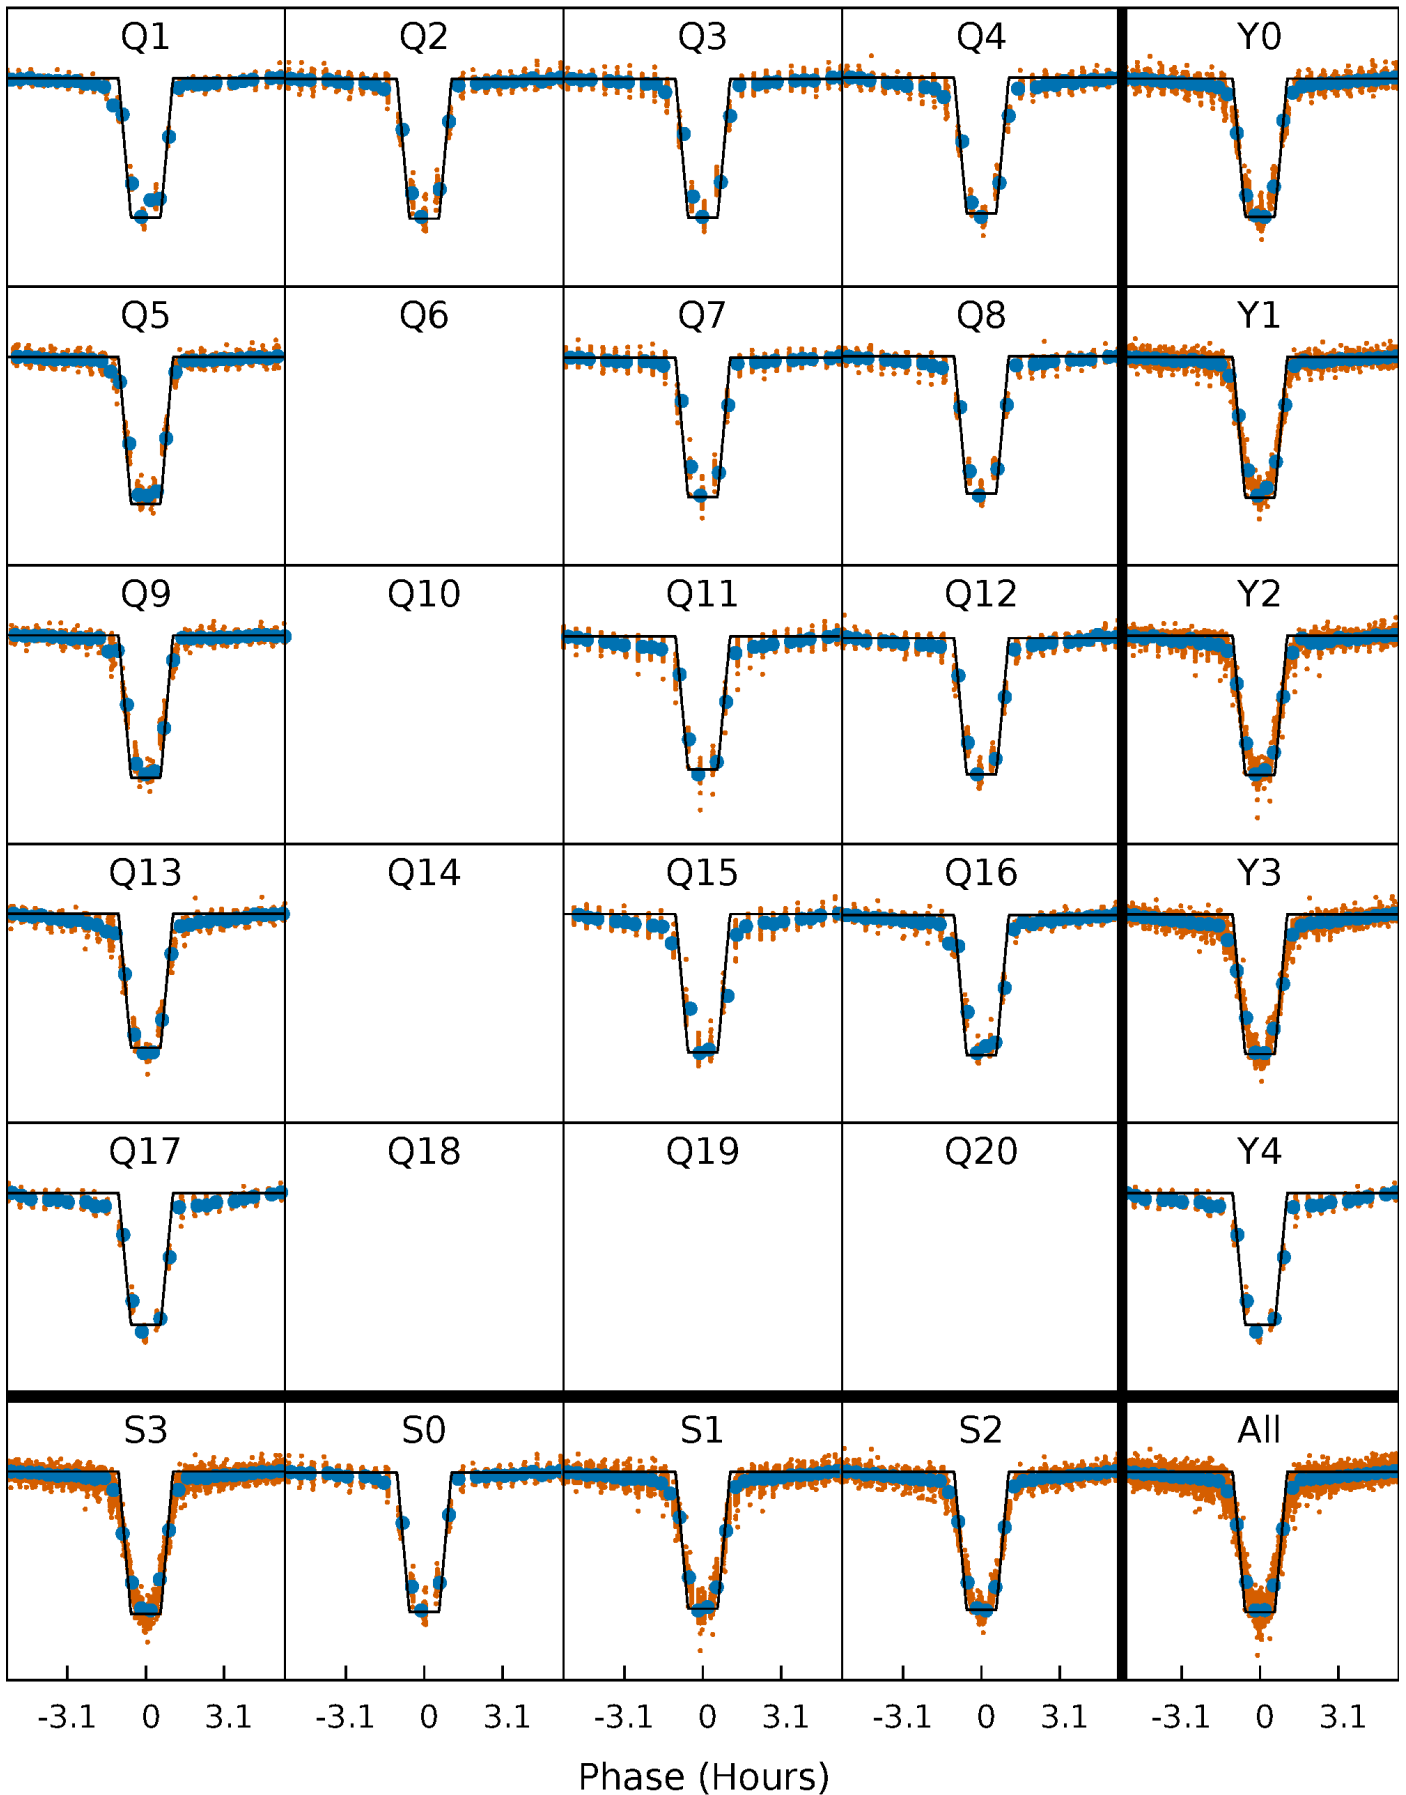 Q1 Q2 Q3 Q4 Y0
Q5 Q6 Q7 Q8 Y1
Q9 Q10 Q11 Q12 Y2
Q13 Q14 Q15 Q16 Y3
Q17 Q18 Q19 Q20 Y4
S3 S0 S1 S2 All
-3.1 0 3.1 -3.1 0 3.1 -3.1 0 3.1 -3.1 0 3.1 -3.1 0 3.1
Phase (Hours)